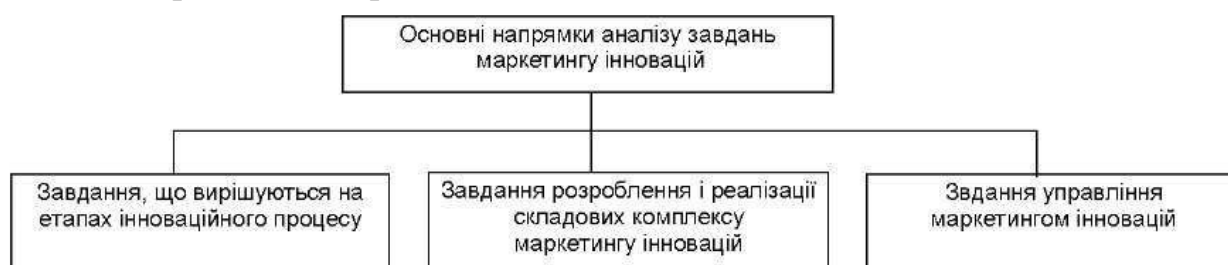 Основні напрямки аналізу завдань
маркетингу інновацій
Завдання, що вирішуються на
етапах інноваційного процесу
Завдання розроблення і реалізації
складових комплексу
маркетингу інновацій
Звдання управління
маркетингом інновацій